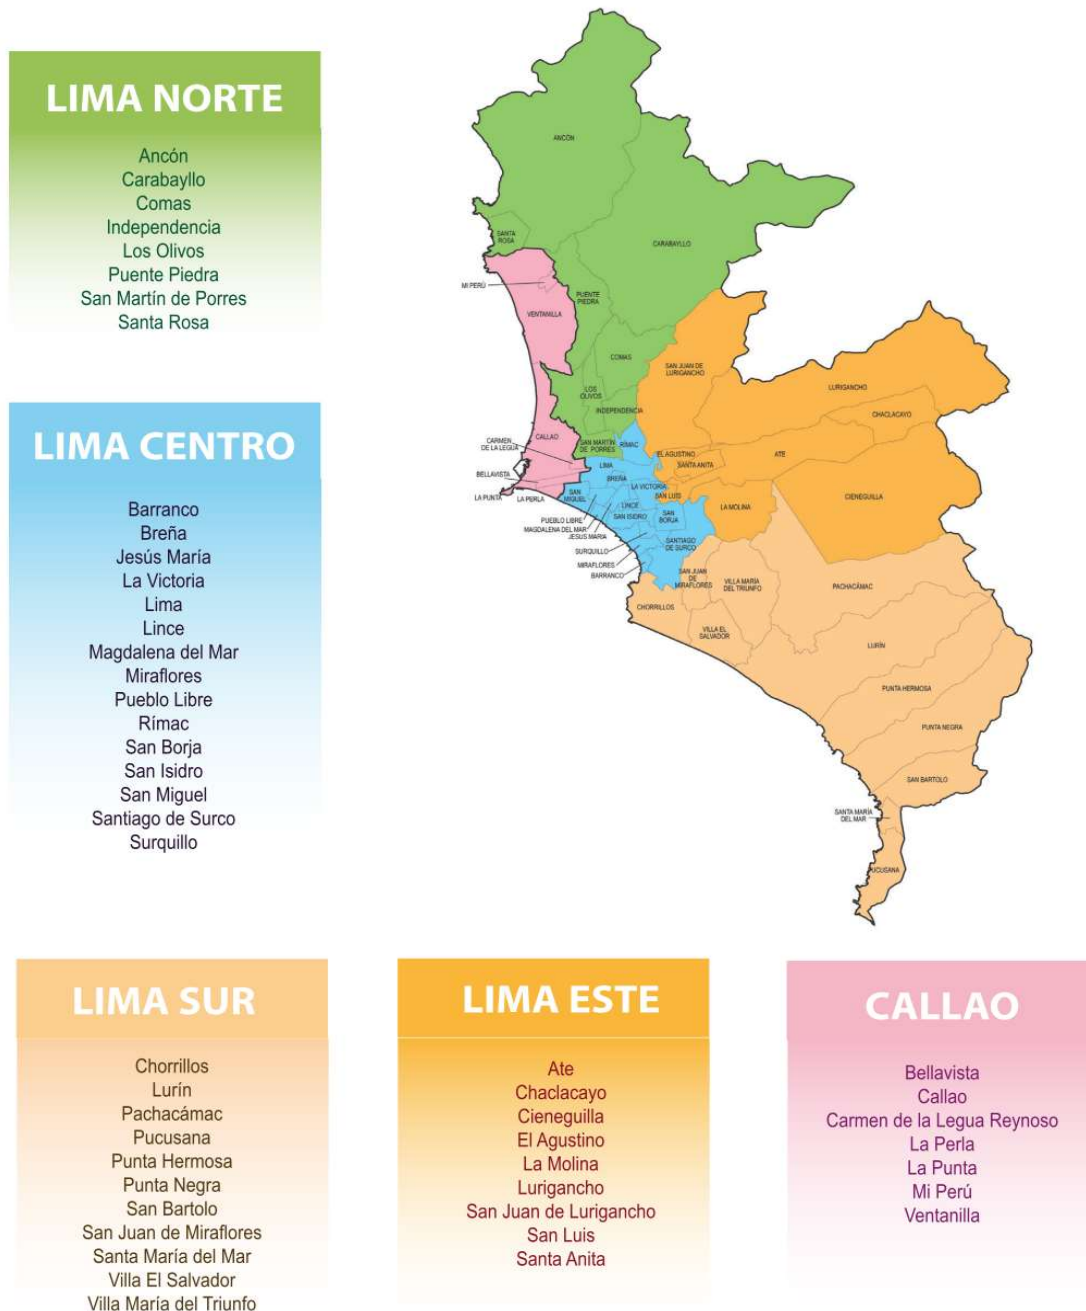 LIMA NORTE
Ancón
Carabayllo
Comas
Independencia
Los Olivos
Puente Piedra
San Martín de Porres
Santa Rosa
LIMA CENTRO
Barranco
Breña
Jesús María
La Victoria
Lima
Lince
Magdalena del Mar
Miraflores
Pueblo Libre
Rímac
San Borja
San Isidro
San Miguel
Santiago de Surco
Surquillo
ANCÓN
SANTA
ROSA
CARABAYLLO
MI PERÚ
PUENTE
PIEDRA
VENTANILLA
COMAS
SAN JUAN DE
LURIGANCHO
LURIGANCHO
LOS
OLIVOS
CHACLACAYO
INDEPENDENCIA
CARMEN
DE LA LEGUA
CALLAO
SAN MARTÍN
DE PORRES
RÍMAC
EL AGUSTINO
ATE
SANTA ANITA
LIMA
BELLAVISTA
BREÑA
LA VICTORIA
CIENEGUILLA
LA PUNTA
LA PERLA
SAN
MIGUEL
SAN LUIS
LINCE
LA MOLINA
SAN ISIDRO
SAN
BORJA
PUEBLO LIBRE
MAGDALENA DEL MAR
JESUS MARIA
SANTIAGO
DE SURCO
SURQUILLO
MIRAFLORES
BARRANCO
SAN JUAN
DE
MIRAFLORES
VILLA MARÍA
DEL TRIUNFO
PACHACÁMAC
CHORRILLOS
VILLA EL
SALVADOR
LURÍN
PUNTA HERMOSA
PUNTA NEGRA
SAN BARTOLO
SANTA MARÍA
DEL MAR
PUCUSANA
LIMA SUR
Chorrillos
Lurín
Pachacámac
Pucusana
Punta Hermosa
Punta Negra
San Bartolo
San Juan de Miraflores
Santa María del Mar
Villa El Salvador
Villa María del Triunfo
LIMA ESTE
Ate
Chaclacayo
Cieneguilla
El Agustino
La Molina
Lurigancho
San Juan de Lurigancho
San Luis
Santa Anita
CALLAO
Bellavista
Callao
Carmen de la Legua Reynoso
La Perla
La Punta
Mi Perú
Ventanilla